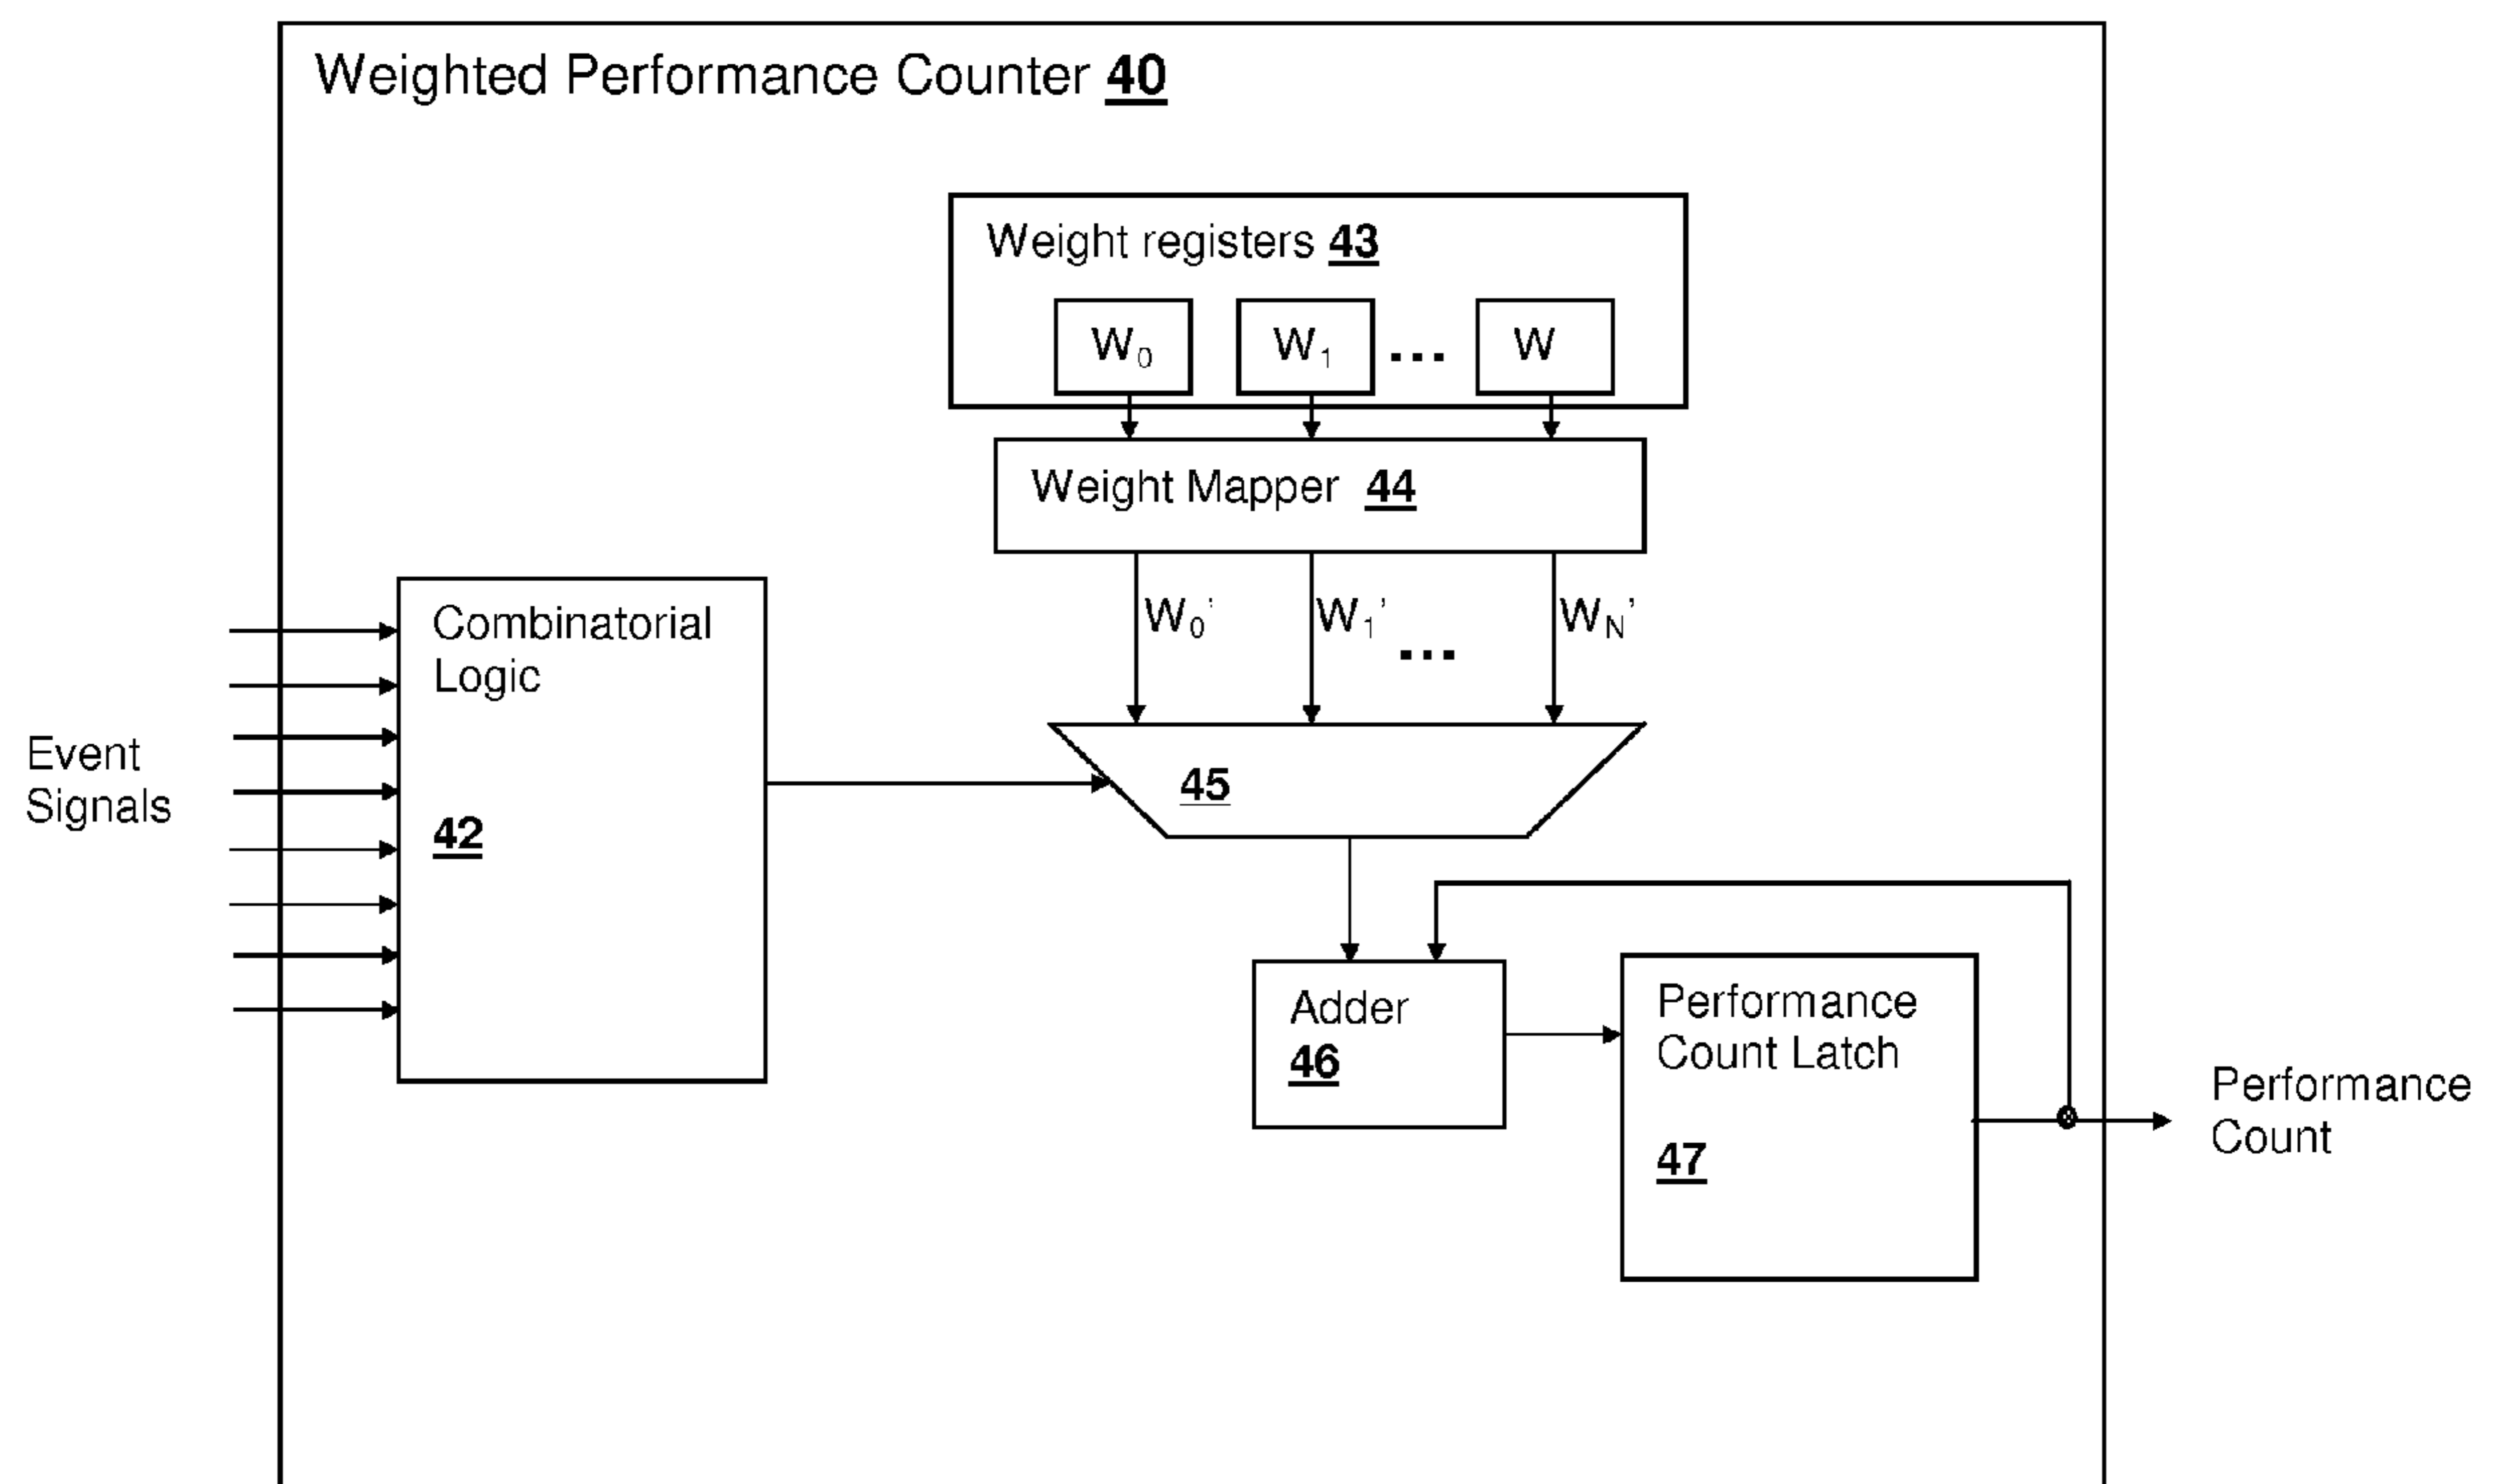 Weighted Performance Counter 40
Weight registers 43
W₀ W₁ ... W
Weight Mapper 44
W₀' W₁' ... W_N'
Combinatorial
Logic
42
Event
Signals
45
Adder
46
Performance
Count Latch
47
Performance
Count